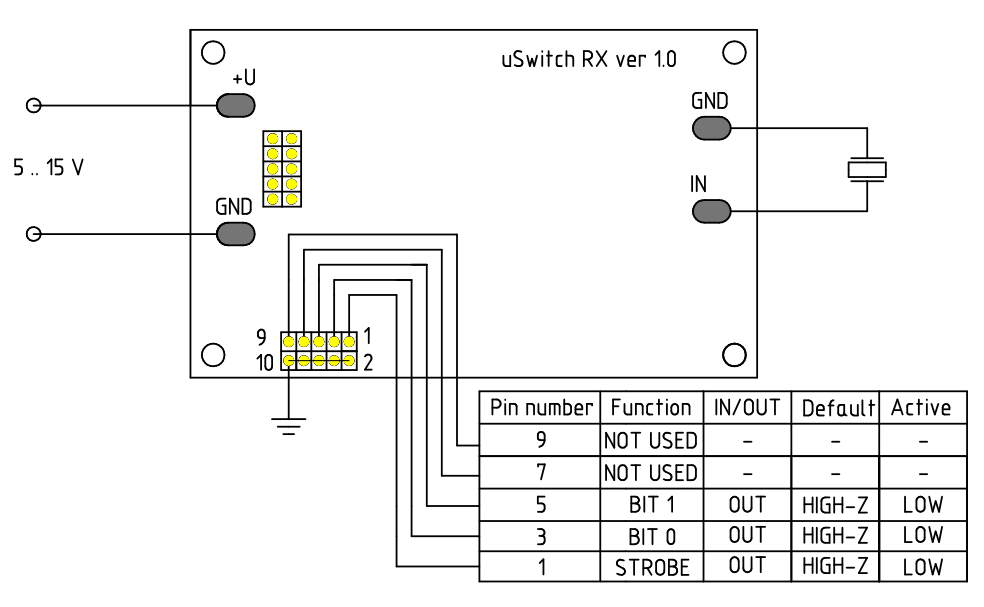 uSwitch RX ver 1.0
+U
GND
5 .. 15 V
IN
GND
9 1
10 2
Pin number Function IN/OUT Default Active
9 NOT USED – – –
7 NOT USED – – –
5 BIT 1 OUT HIGH–Z LOW
3 BIT 0 OUT HIGH–Z LOW
1 STROBE OUT HIGH–Z LOW